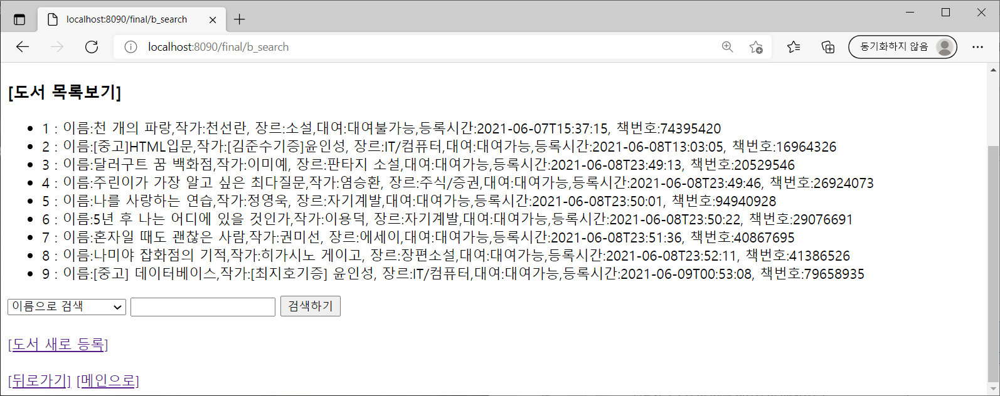 localhost:8090/final/b_search
localhost:8090/final/b_search
동기화하지 않음
[도서 목록보기]
1 : 이름:천 개의 파랑,작가:천선란, 장르:소설,대여:대여불가능,등록시간:2021-06-07T15:37:15, 책번호:74395420
2 : 이름:[중고]HTML입문,작가:[김준수기증]윤인성, 장르:IT/컴퓨터,대여:대여가능,등록시간:2021-06-08T13:03:05, 책번호:16964326
3 : 이름:달러구트 꿈 백화점,작가:이미예, 장르:판타지 소설,대여:대여가능,등록시간:2021-06-08T23:49:13, 책번호:20529546
4 : 이름:주린이가 가장 알고 싶은 최다질문,작가:염승환, 장르:주식/증권,대여:대여가능,등록시간:2021-06-08T23:49:46, 책번호:26924073
5 : 이름:나를 사랑하는 연습,작가:정영욱, 장르:자기계발,대여:대여가능,등록시간:2021-06-08T23:50:01, 책번호:94940928
6 : 이름:5년 후 나는 어디에 있을 것인가,작가:이용덕, 장르:자기계발,대여:대여가능,등록시간:2021-06-08T23:50:22, 책번호:29076691
7 : 이름:혼자일 때도 괜찮은 사람,작가:권미선, 장르:에세이,대여:대여가능,등록시간:2021-06-08T23:51:36, 책번호:40867695
8 : 이름:나미야 잡화점의 기적,작가:히가시노 게이고, 장르:장편소설,대여:대여가능,등록시간:2021-06-08T23:52:11, 책번호:41386526
9 : 이름:[중고] 데이터베이스,작가:[최지호기증] 윤인성, 장르:IT/컴퓨터,대여:대여가능,등록시간:2021-06-09T00:53:08, 책번호:79658935
이름으로 검색 검색하기
[도서 새로 등록]
[뒤로가기] [메인으로]